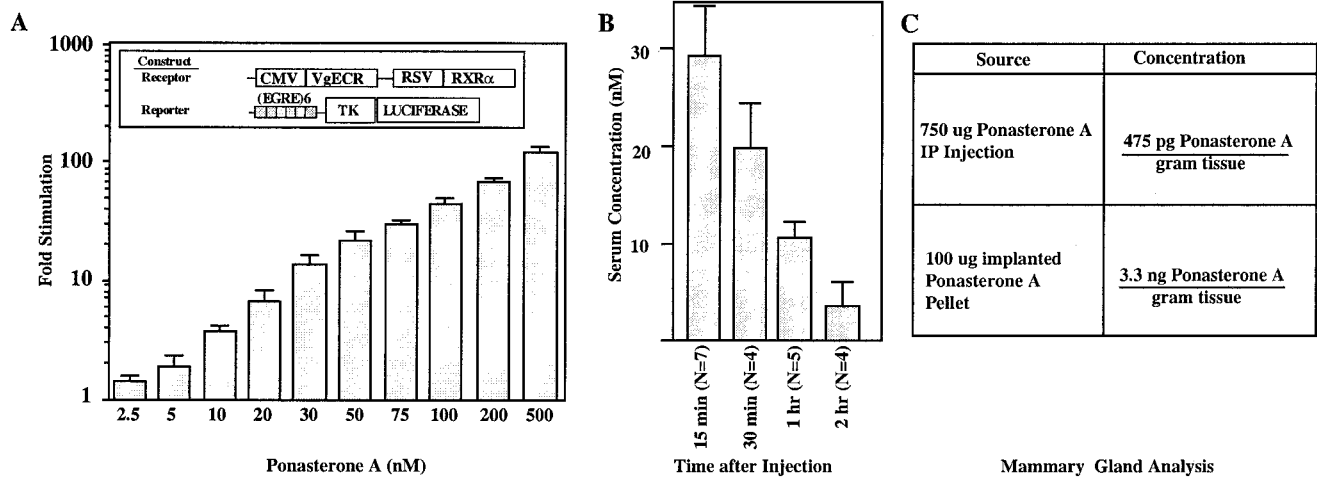 A
1000
100
10
1
Fold Stimulation
Construct
Receptor
CMV VgECR RSV RXRα
(EGRE)6
Reporter
TK LUCIFERASE
2.5 5 10 20 30 50 75 100 200 500
Ponasterone A (nM)
B
30
20
10
Serum Concentration (nM)
15 min (N=7)
30 min (N=4)
1 hr (N=5)
2 hr (N=4)
Time after Injection
C
Source Concentration
750 ug Ponasterone A
IP Injection
475 pg Ponasterone A
gram tissue
100 ug implanted
Ponasterone A
Pellet
3.3 ng Ponasterone A
gram tissue
Mammary Gland Analysis